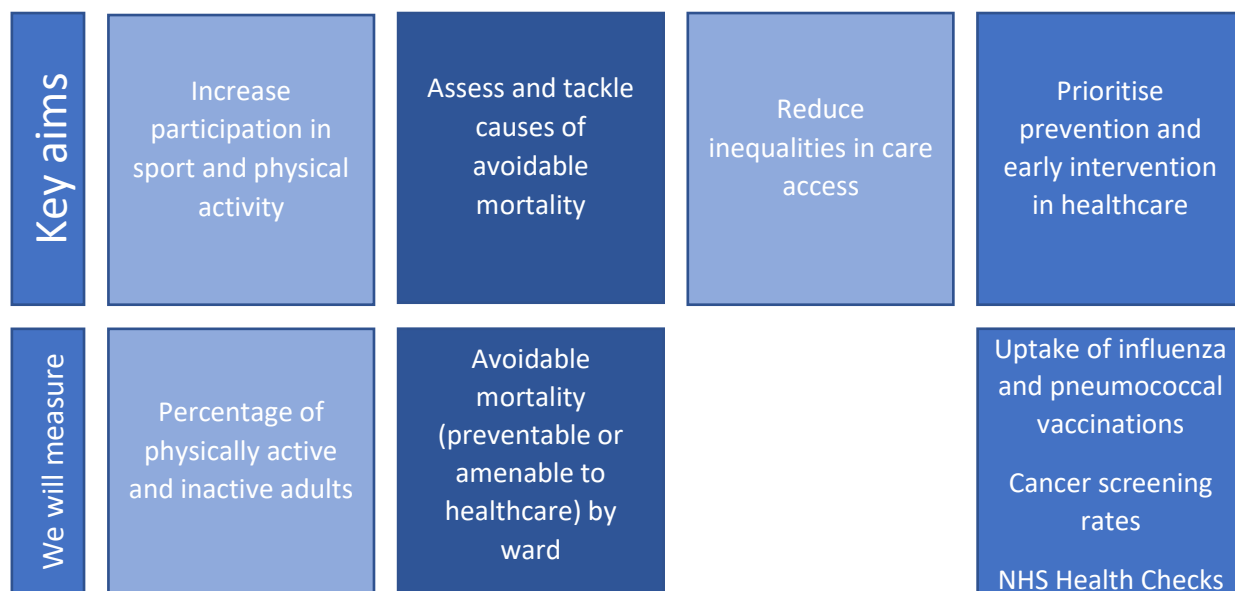 Key aims
Increase
participation in
sport and physical
activity
Assess and tackle
causes of
avoidable
mortality
Reduce
inequalities in care
access
Prioritise
prevention and
early intervention
in healthcare
We will measure
Percentage of
physically active
and inactive adults
Avoidable
mortality
(preventable or
amenable to
healthcare) by
ward
Uptake of influenza
and pneumococcal
vaccinations
Cancer screening
rates
NHS Health Checks